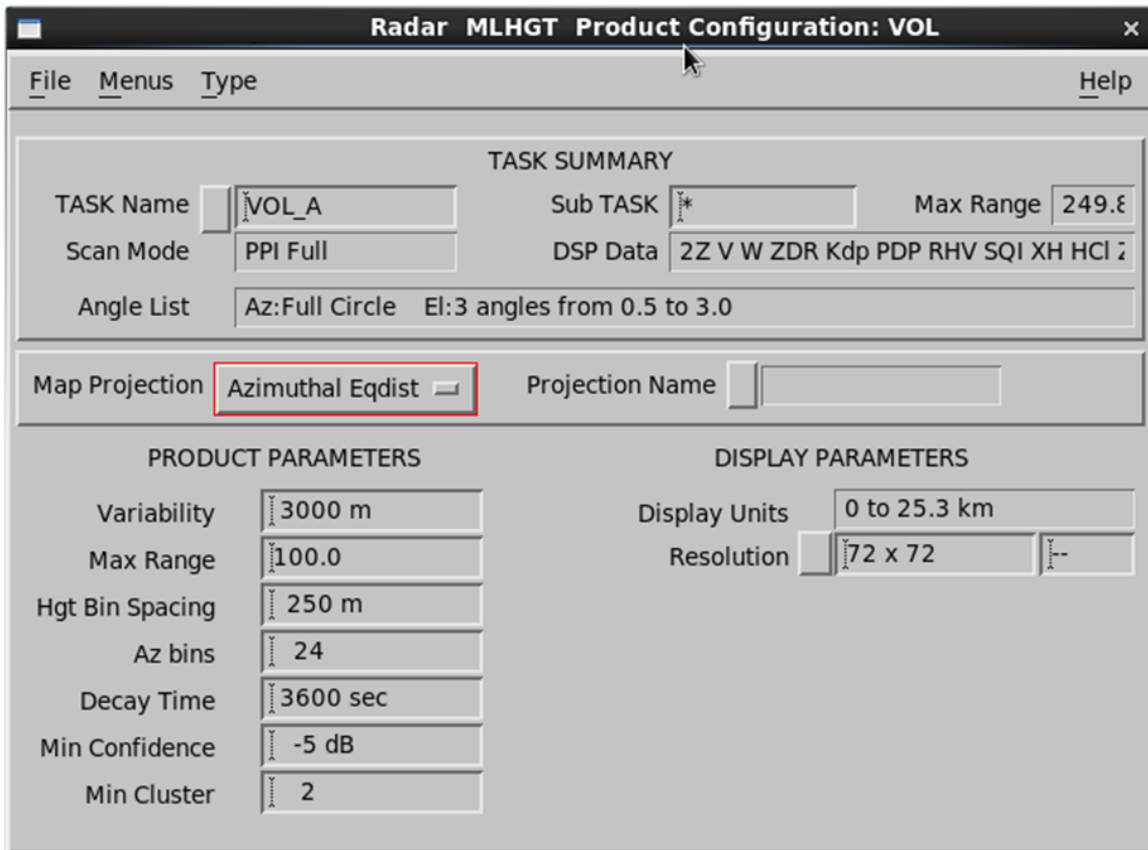 Radar MLHGT Product Configuration: VOL
File Menus Type Help
TASK SUMMARY
TASK Name VOL_A Sub TASK * Max Range 249.8
Scan Mode PPI Full DSP Data 2Z V W ZDR Kdp PDP RHV SQI XH HCl
Angle List Az:Full Circle El:3 angles from 0.5 to 3.0
Map Projection Azimuthal Eqdist Projection Name
PRODUCT PARAMETERS DISPLAY PARAMETERS
Variability 3000 m Display Units 0 to 25.3 km
Max Range 100.0 Resolution 72 x 72 --
Hgt Bin Spacing 250 m
Az bins 24
Decay Time 3600 sec
Min Confidence -5 dB
Min Cluster 2